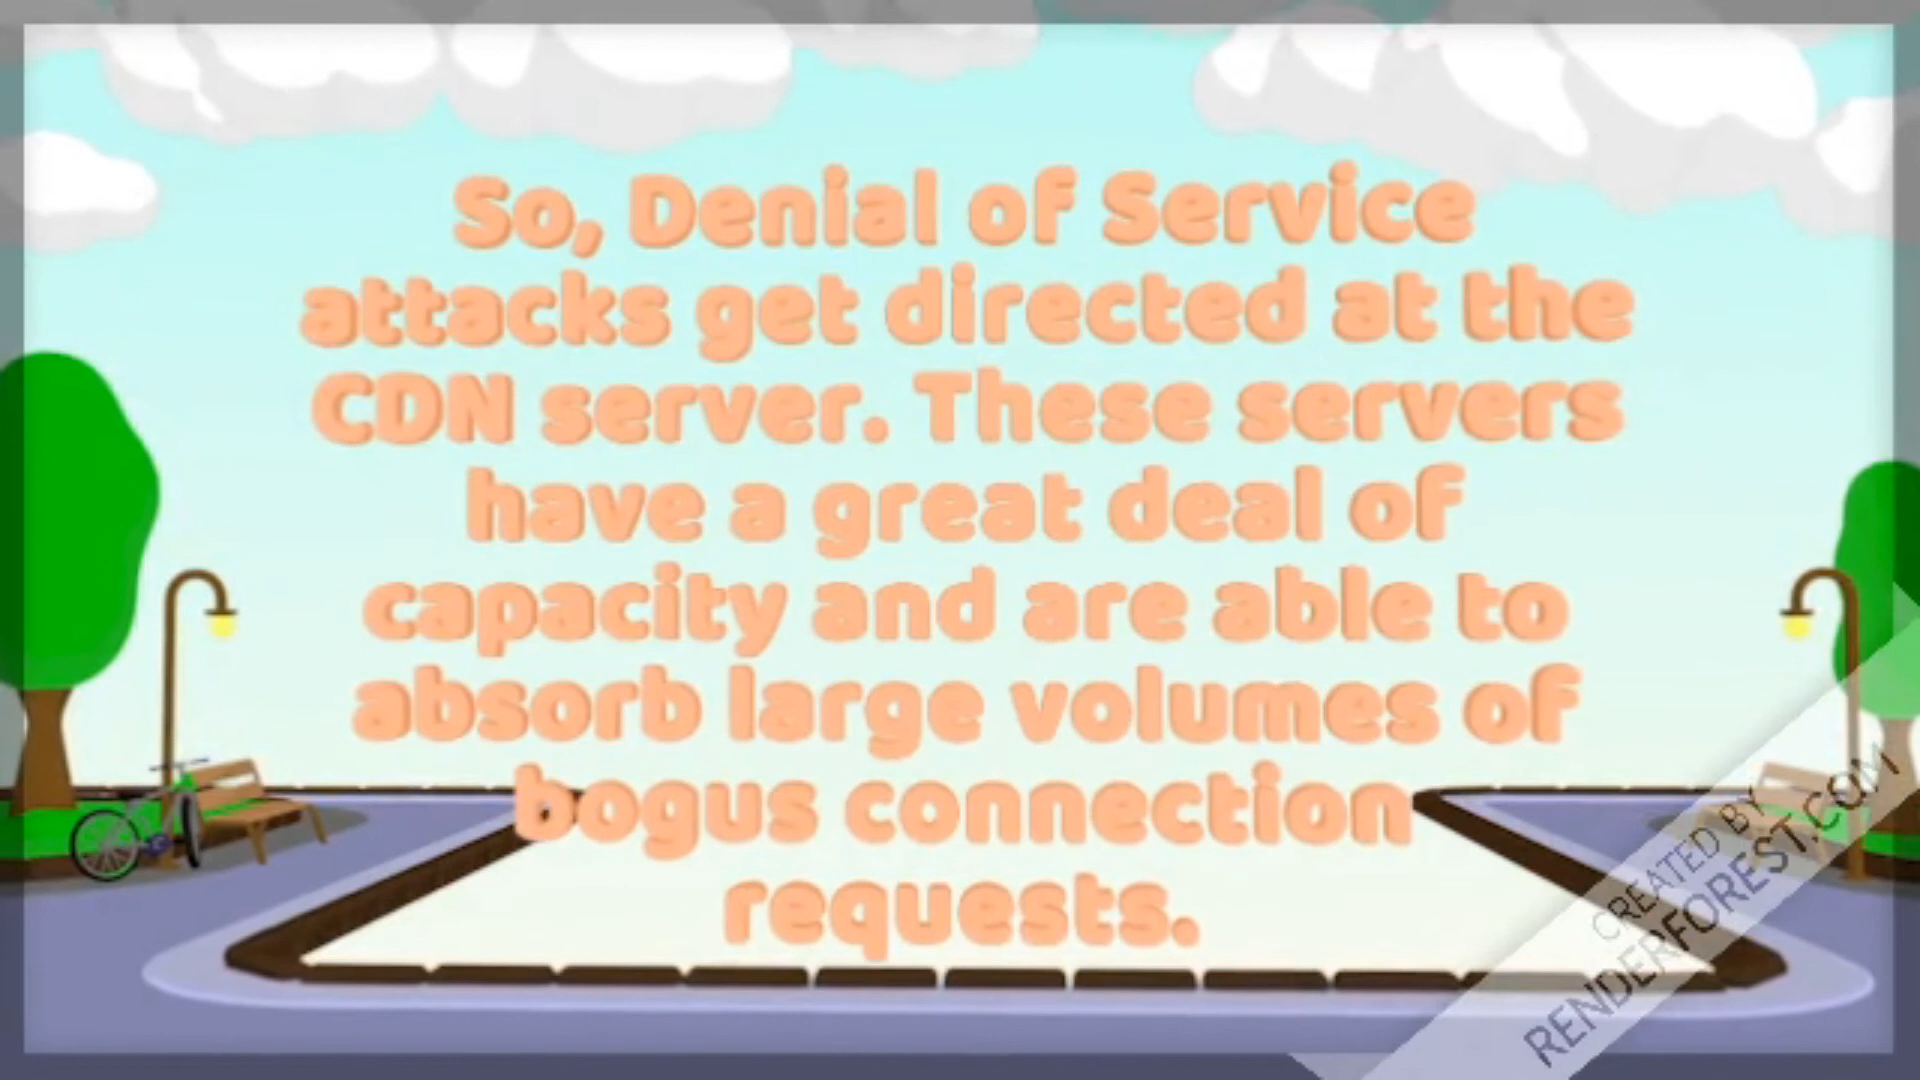 So, Denial of Service
attacks get directed at the
CDN server. These servers
have a great deal of
capacity and are able to
absorb large volumes of
bogus connection
requests.
CREATED BY
RENDERFOREST.COM